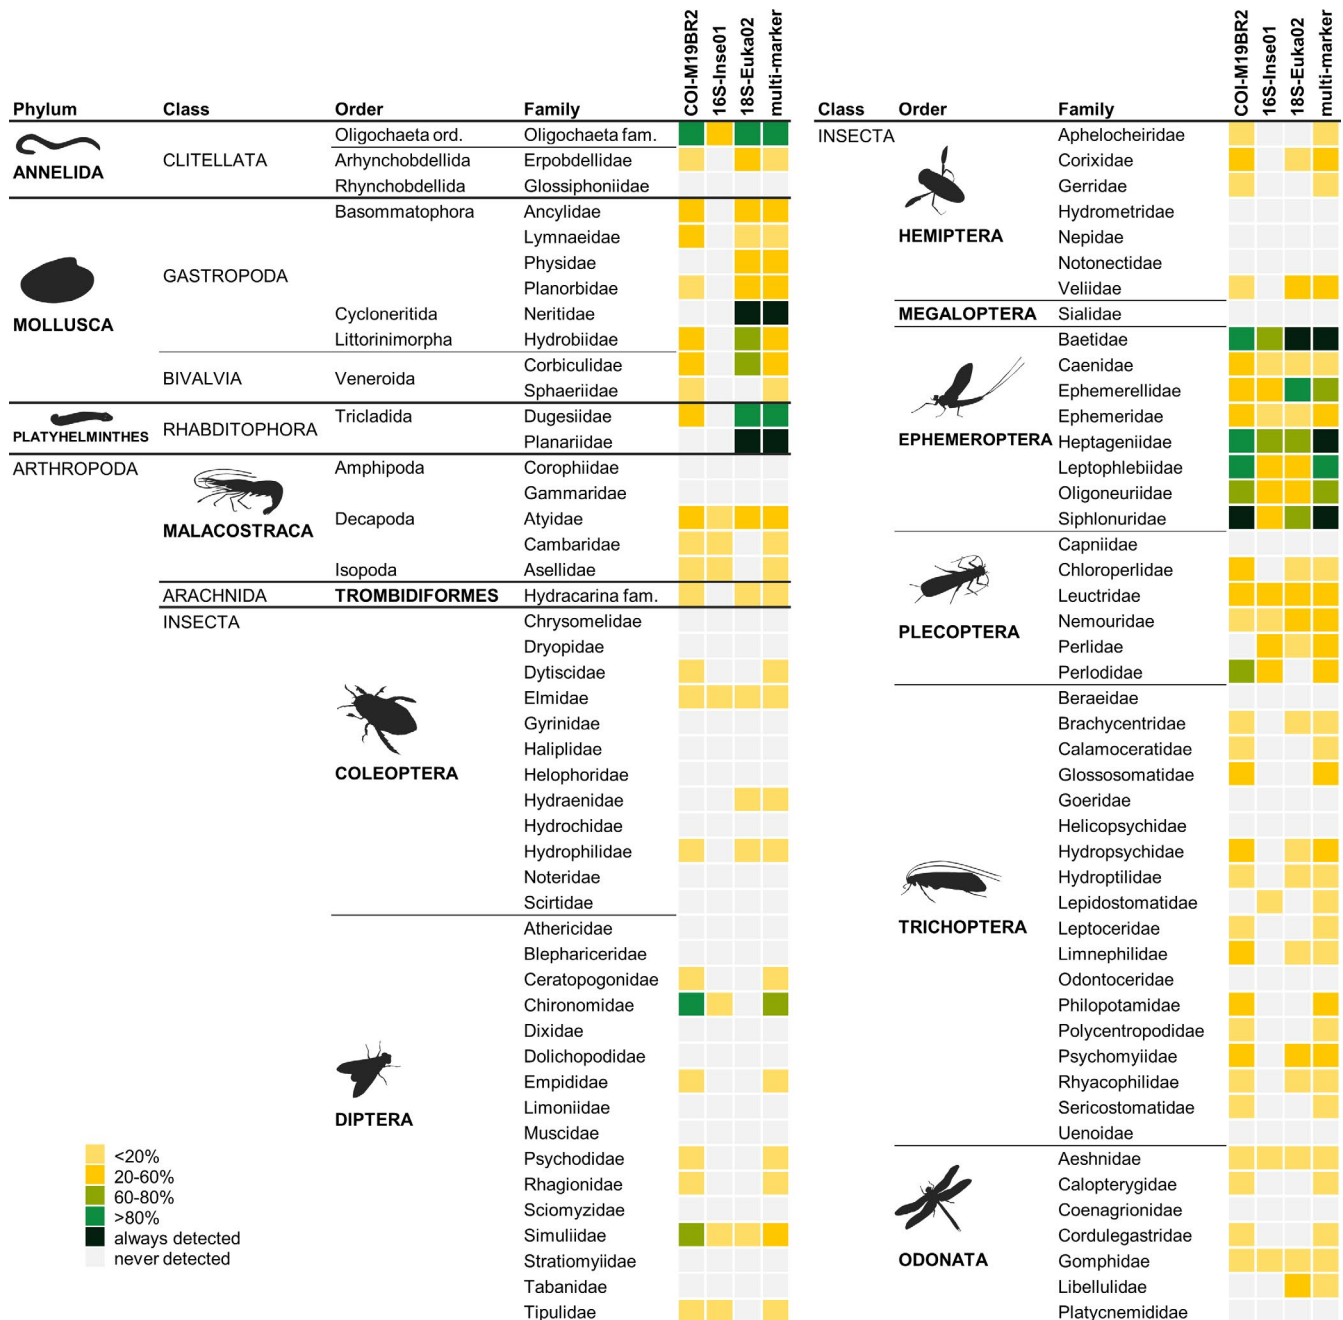 Phylum Class Order Family COI-M19BR2 16S-Inse01 18S-Euka02 multi-marker
ANNELIDA
CLITELLATA
Oligochaeta ord. Oligochaeta fam.
Arhynchobdellida Erpobdellidae
Rhynchobdellida Glossiphoniidae
MOLLUSCA
GASTROPODA
Basommatophora Ancylidae
Lymnaeidae
Physidae
Planorbidae
Cycloneritida Neritidae
Littorinimorpha Hydrobiidae
BIVALVIA
Veneroida
Corbiculidae
Sphaeriidae
PLATYHELMINTHES
RHABDITOPHORA
Tricladida Dugesiidae
Planariidae
ARTHROPODA
MALACOSTRACA
Amphipoda Corophiidae
Gammaridae
Decapoda Atyidae
Cambaridae
Isopoda Asellidae
ARACHNIDA TROMBIDIFORMES Hydracarina fam.
INSECTA
COLEOPTERA
Chrysomelidae
Dryopidae
Dytiscidae
Elmidae
Gyrinidae
Haliplidae
Helophoridae
Hydraenidae
Hydrochidae
Hydrophilidae
Noteridae
Scirtidae
DIPTERA
Athericidae
Blephariceridae
Ceratopogonidae
Chironomidae
Dixidae
Dolichopodidae
Empididae
Limoniidae
Muscidae
Psychodidae
Rhagionidae
Sciomyzidae
Simuliidae
Stratiomyiidae
Tabanidae
Tipulidae
<20%
20-60%
60-80%
>80%
always detected
never detected
Class Order Family COI-M19BR2 16S-Inse01 18S-Euka02 multi-marker
INSECTA
HEMIPTERA
Aphelocheiridae
Corixidae
Gerridae
Hydrometridae
Nepidae
Notonectidae
Veliidae
MEGALOPTERA Sialidae
EPHEMEROPTERA
Baetidae
Caenidae
Ephemerellidae
Ephemeridae
Heptageniidae
Leptophlebiidae
Oligoneuriidae
Siphlonuridae
PLECOPTERA
Capniidae
Chloroperlidae
Leuctridae
Nemouridae
Perlidae
Perlodidae
TRICHOPTERA
Beraeidae
Brachycentridae
Calamoceratidae
Glossosomatidae
Goeridae
Helicopsychidae
Hydropsychidae
Hydroptilidae
Lepidostomatidae
Leptoceridae
Limnephilidae
Odontoceridae
Philopotamidae
Polycentropodidae
Psychomyiidae
Rhyacophilidae
Sericostomatidae
Uenoidae
ODONATA
Aeshnidae
Calopterygidae
Coenagrionidae
Cordulegastridae
Gomphidae
Libellulidae
Platycnemididae